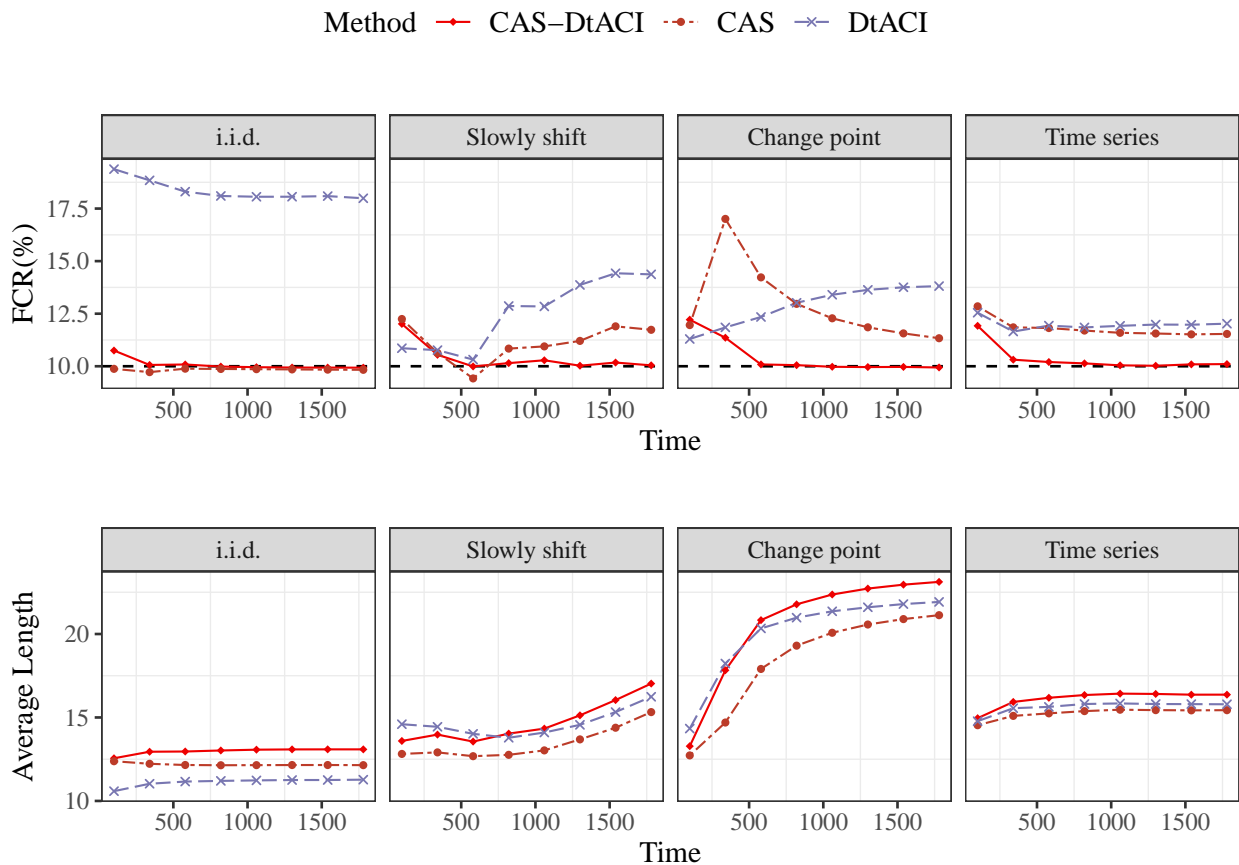 Method CAS−DtACI CAS DtACI
i.i.d. Slowly shift Change point Time series
FCR(%)
17.5
15.0
12.5
10.0
500 1000 1500 500 1000 1500 500 1000 1500 500 1000 1500
Time
i.i.d. Slowly shift Change point Time series
Average Length
20
15
10
500 1000 1500 500 1000 1500 500 1000 1500 500 1000 1500
Time